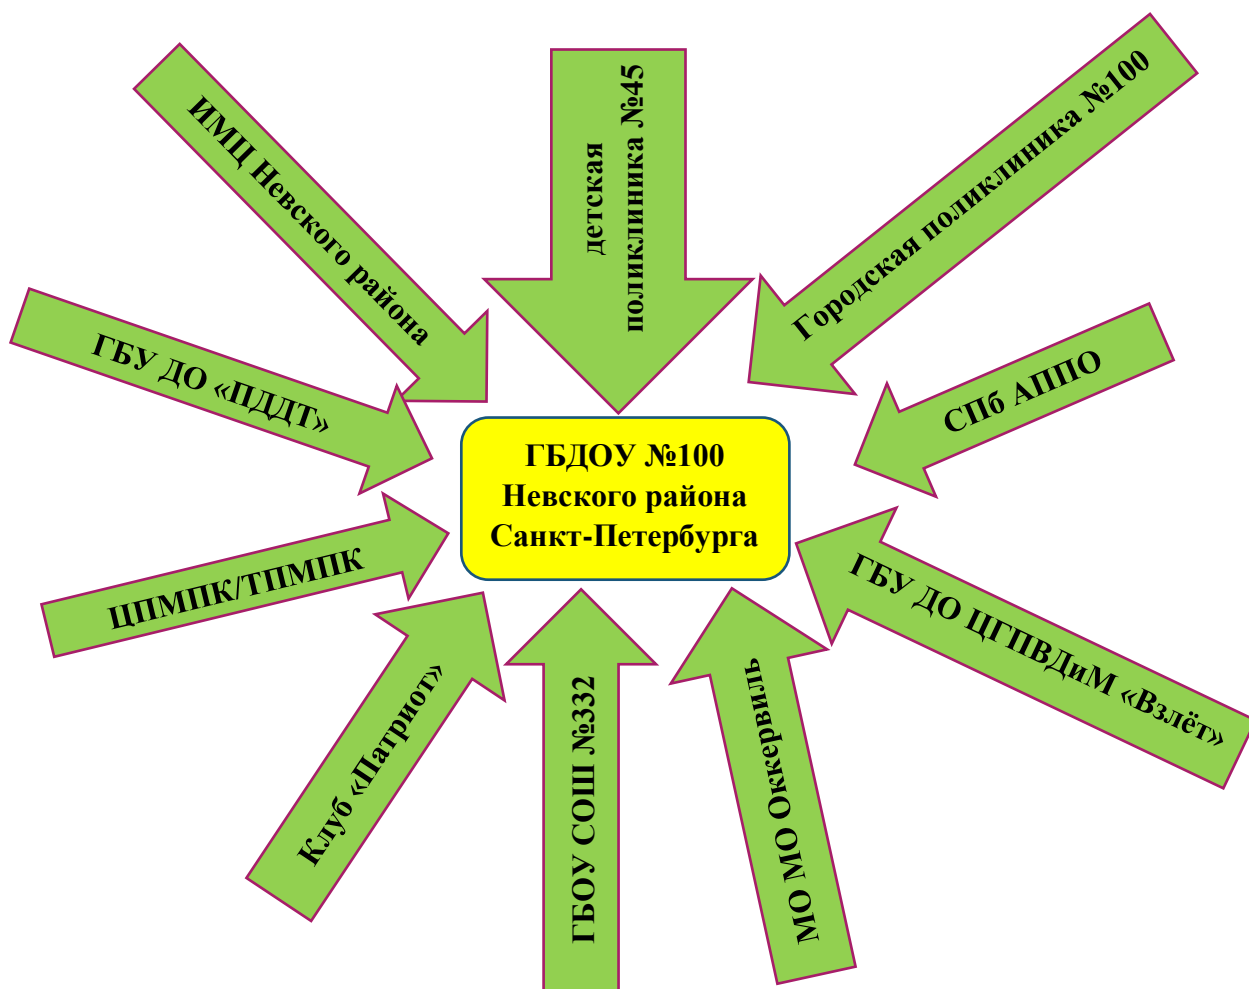 ИМЦ Невского района
детская
поликлиника №45
Городская поликлиника №100
ГБУ ДО «ПДДТ»
СПб АППО
ГБДОУ №100
Невского района
Санкт-Петербурга
ЦПМПК/ТПМПК
ГБУ ДО ЦГПВДиМ «Взлёт»
Клуб «Патриот»
ГБОУ СОШ №332
МО МО Оккервиль